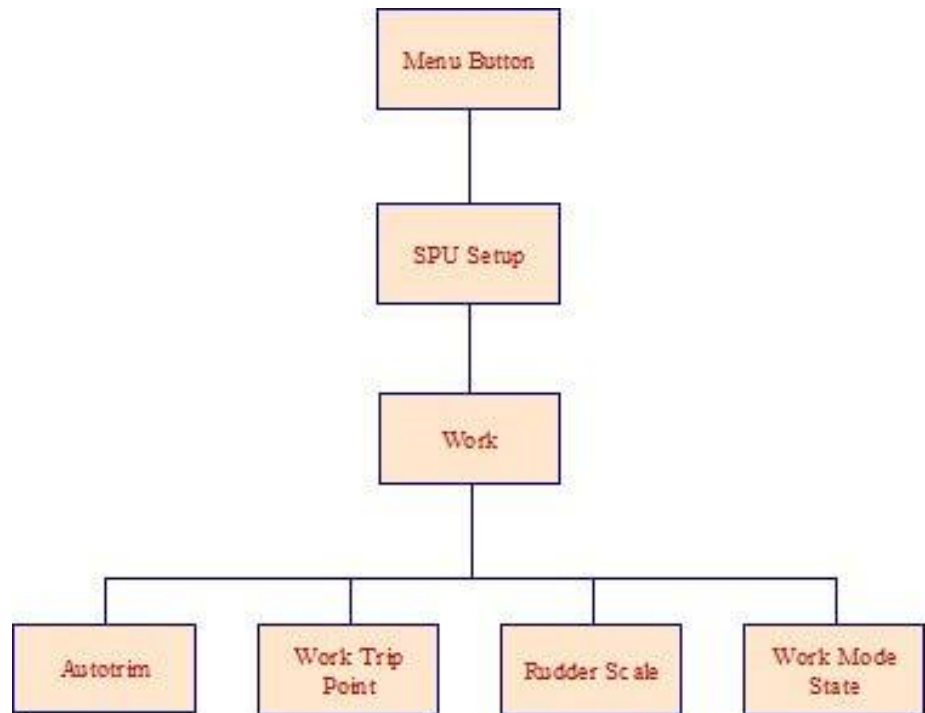 Menu Button
SPU Setup
Work
Autotrim
Work Trip
Point
Rudder Scale
Work Mode
State